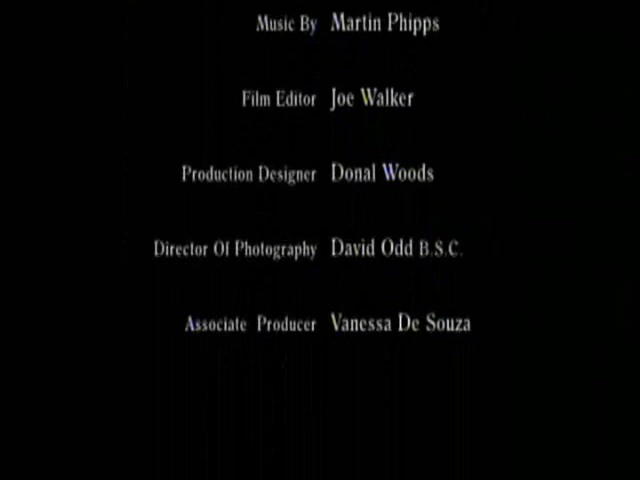 Music By Martin Phipps
Film Editor Joe Walker
Production Designer Donal Woods
Director Of Photography David Odd B.S.C.
Associate Producer Vanessa De Souza